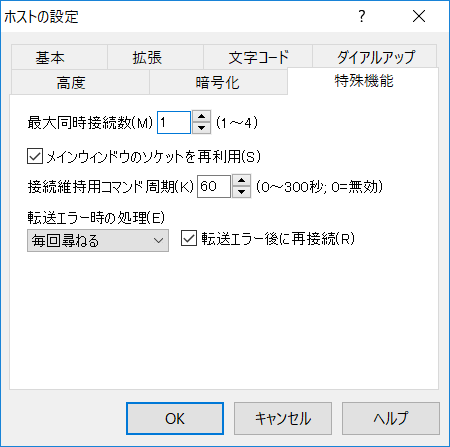 ホストの設定 ? ×
基本 拡張 文字コード ダイアルアップ
高度 暗号化 特殊機能
最大同時接続数(M) 1 (1～4)
メインウィンドウのソケットを再利用(S)
接続維持用コマンド周期(K) 60 (0～300秒; 0=無効)
転送エラー時の処理(E)
毎回尋ねる 転送エラー後に再接続(R)
OK キャンセル ヘルプ